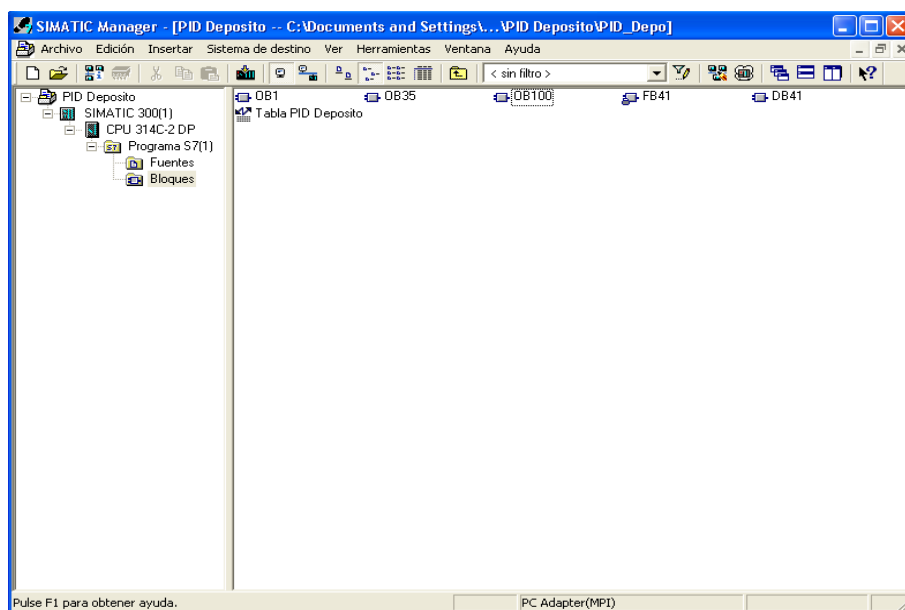 SIMATIC Manager - [PID Deposito -- C:\Documents and Settings\...\PID Deposito\PID_Depo]
Archivo Edición Insertar Sistema de destino Ver Herramientas Ventana Ayuda
< sin filtro >
PID Deposito
SIMATIC 300(1)
CPU 314C-2 DP
Programa S7(1)
Fuentes
Bloques
OB1 OB35 OB100 FB41 DB41
Tabla PID Deposito
Pulse F1 para obtener ayuda. PC Adapter(MPI)